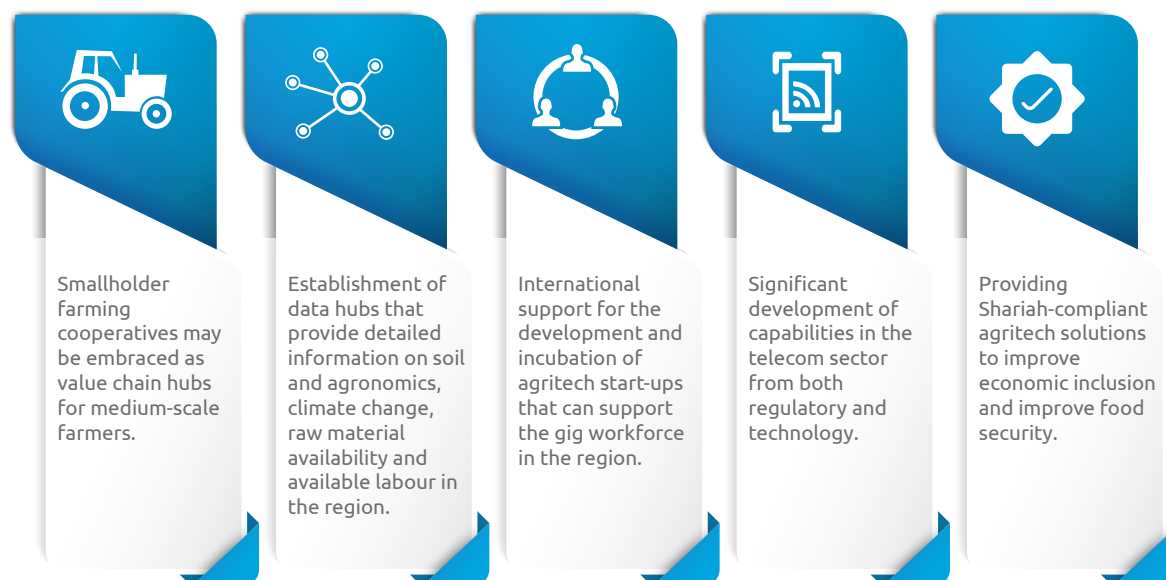 Smallholder
farming
cooperatives may
be embraced as
value chain hubs
for medium-scale
farmers.
Establishment of
data hubs that
provide detailed
information on soil
and agronomics,
climate change,
raw material
availability and
available labour in
the region.
International
support for the
development and
incubation of
agritech start-ups
that can support
the gig workforce
in the region.
Significant
development of
capabilities in the
telecom sector
from both
regulatory and
technology.
Providing
Shariah-compliant
agritech solutions
to improve
economic inclusion
and improve food
security.